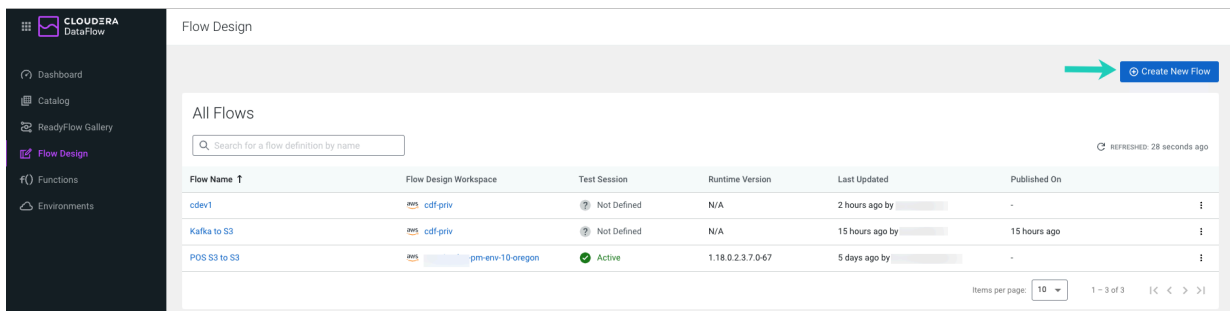 CLOUDERA
DataFlow
Flow Design
Dashboard
Catalog
ReadyFlow Gallery
Flow Design
f() Functions
Environments
Create New Flow
All Flows
Search for a flow definition by name
REFRESHED: 28 seconds ago
Flow Name ↑ Flow Design Workspace Test Session Runtime Version Last Updated Published On
cdev1 aws cdf-priv ? Not Defined N/A 2 hours ago by -
Kafka to S3 aws cdf-priv ? Not Defined N/A 15 hours ago by 15 hours ago
POS S3 to S3 aws -pm-env-10-oregon Active 1.18.0.2.3.7.0-67 5 days ago by -
Items per page: 10 1 – 3 of 3